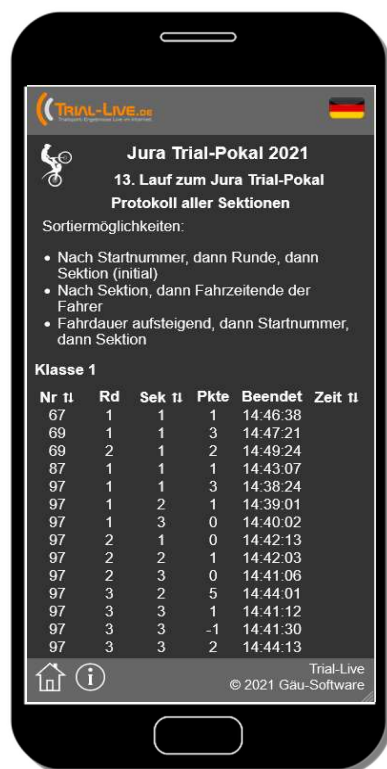 TRIAL-LIVE.DE
Jura Trial-Pokal 2021
13. Lauf zum Jura Trial-Pokal
Protokoll aller Sektionen
Sortiermöglichkeiten:
• Nach Startnummer, dann Runde, dann
Sektion (initial)
• Nach Sektion, dann Fahrzeitende der
Fahrer
• Fahrdauer aufsteigend, dann Startnummer,
dann Sektion
Klasse 1
Nr ⇅ Rd Sek ⇅ Pkte Beendet Zeit ⇅
67 1 1 1 14:46:38
69 1 1 3 14:47:21
69 2 1 2 14:49:24
87 1 1 1 14:43:07
97 1 1 3 14:38:24
97 1 2 1 14:39:01
97 1 3 0 14:40:02
97 2 1 0 14:42:13
97 2 2 1 14:42:03
97 2 3 0 14:41:06
97 3 2 5 14:44:01
97 3 3 1 14:41:12
97 3 3 -1 14:41:30
97 3 3 2 14:44:13
Trial-Live
© 2021 Gäu-Software